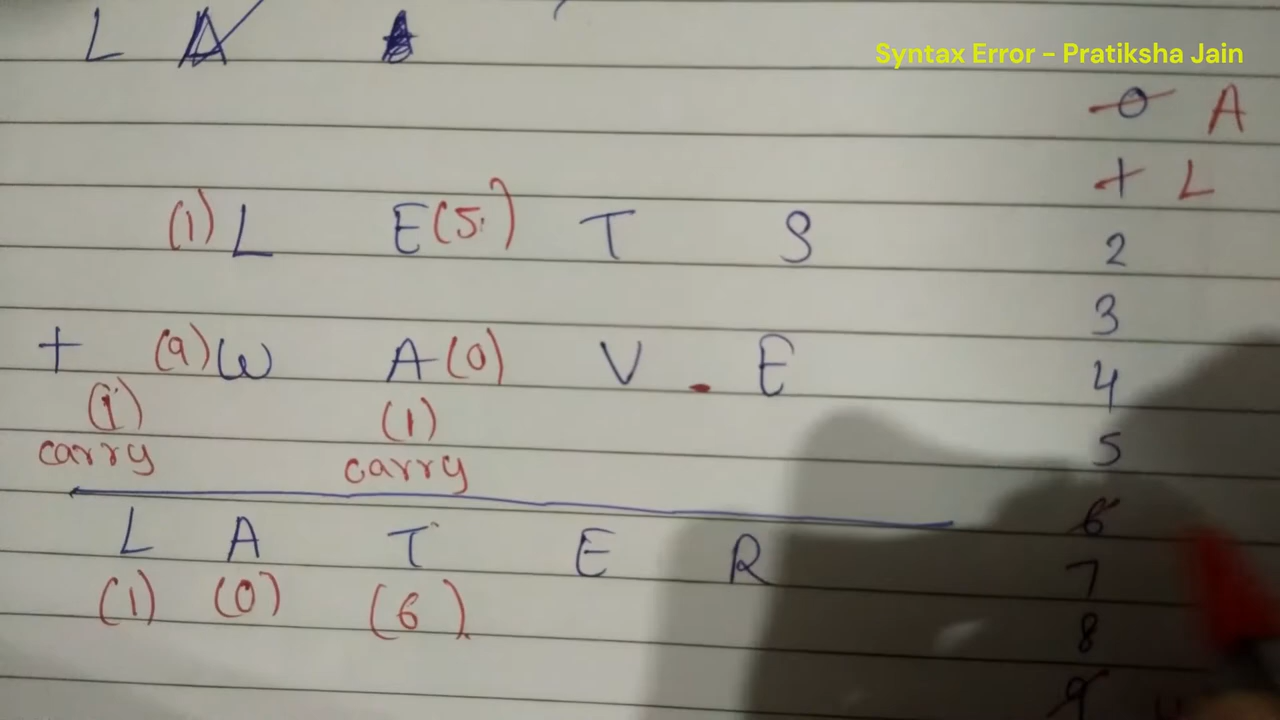 L A
Syntax Error - Pratiksha Jain
0 A
1 L
2
(1) L E (5) T S
3
+ (9) W A (0) V . E
4
(1) (1)
carry carry
5
L A T E R
6
(1) (0) (6)
7
8
9